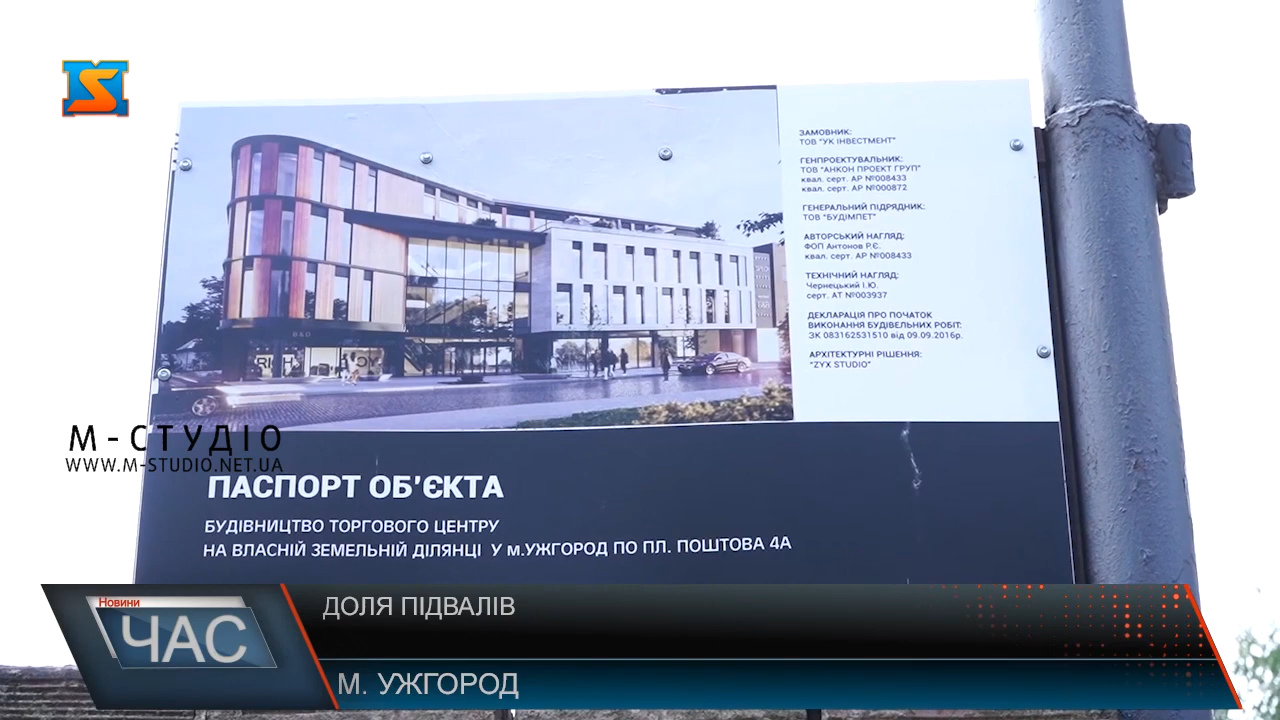 ЗАМОВНИК:
ТОВ "УК ІНВЕСТМЕНТ"
ГЕНПРОЕКТУВАЛЬНИК:
ТОВ "АНКОН ПРОЕКТ ГРУП"
квал. серт. АР №008433
квал. серт. АР №000872
ГЕНЕРАЛЬНИЙ ПІДРЯДНИК:
ТОВ "БУДІМПЕТ"
АВТОРСЬКИЙ НАГЛЯД:
ФОП Антонов Р.Є.
квал. серт. АР №008433
ТЕХНІЧНИЙ НАГЛЯД:
Чернецький І.Ю.
серт. АТ №003937
ДЕКЛАРАЦІЯ ПРО ПОЧАТОК
ВИКОНАННЯ БУДІВЕЛЬНИХ РОБІТ:
ЗК 083162531510 від 09.09.2016р.
АРХІТЕКТУРНІ РІШЕННЯ:
"ZYX STUDIO"
М-СТУДІО
WWW.M-STUDIO.NET.UA
ПАСПОРТ ОБ'ЄКТА
БУДІВНИЦТВО ТОРГОВОГО ЦЕНТРУ
НА ВЛАСНІЙ ЗЕМЕЛЬНІЙ ДІЛЯНЦІ У м.УЖГОРОД ПО ПЛ. ПОШТОВА 4А
Новини
ЧАС
ДОЛЯ ПІДВАЛІВ
М. УЖГОРОД